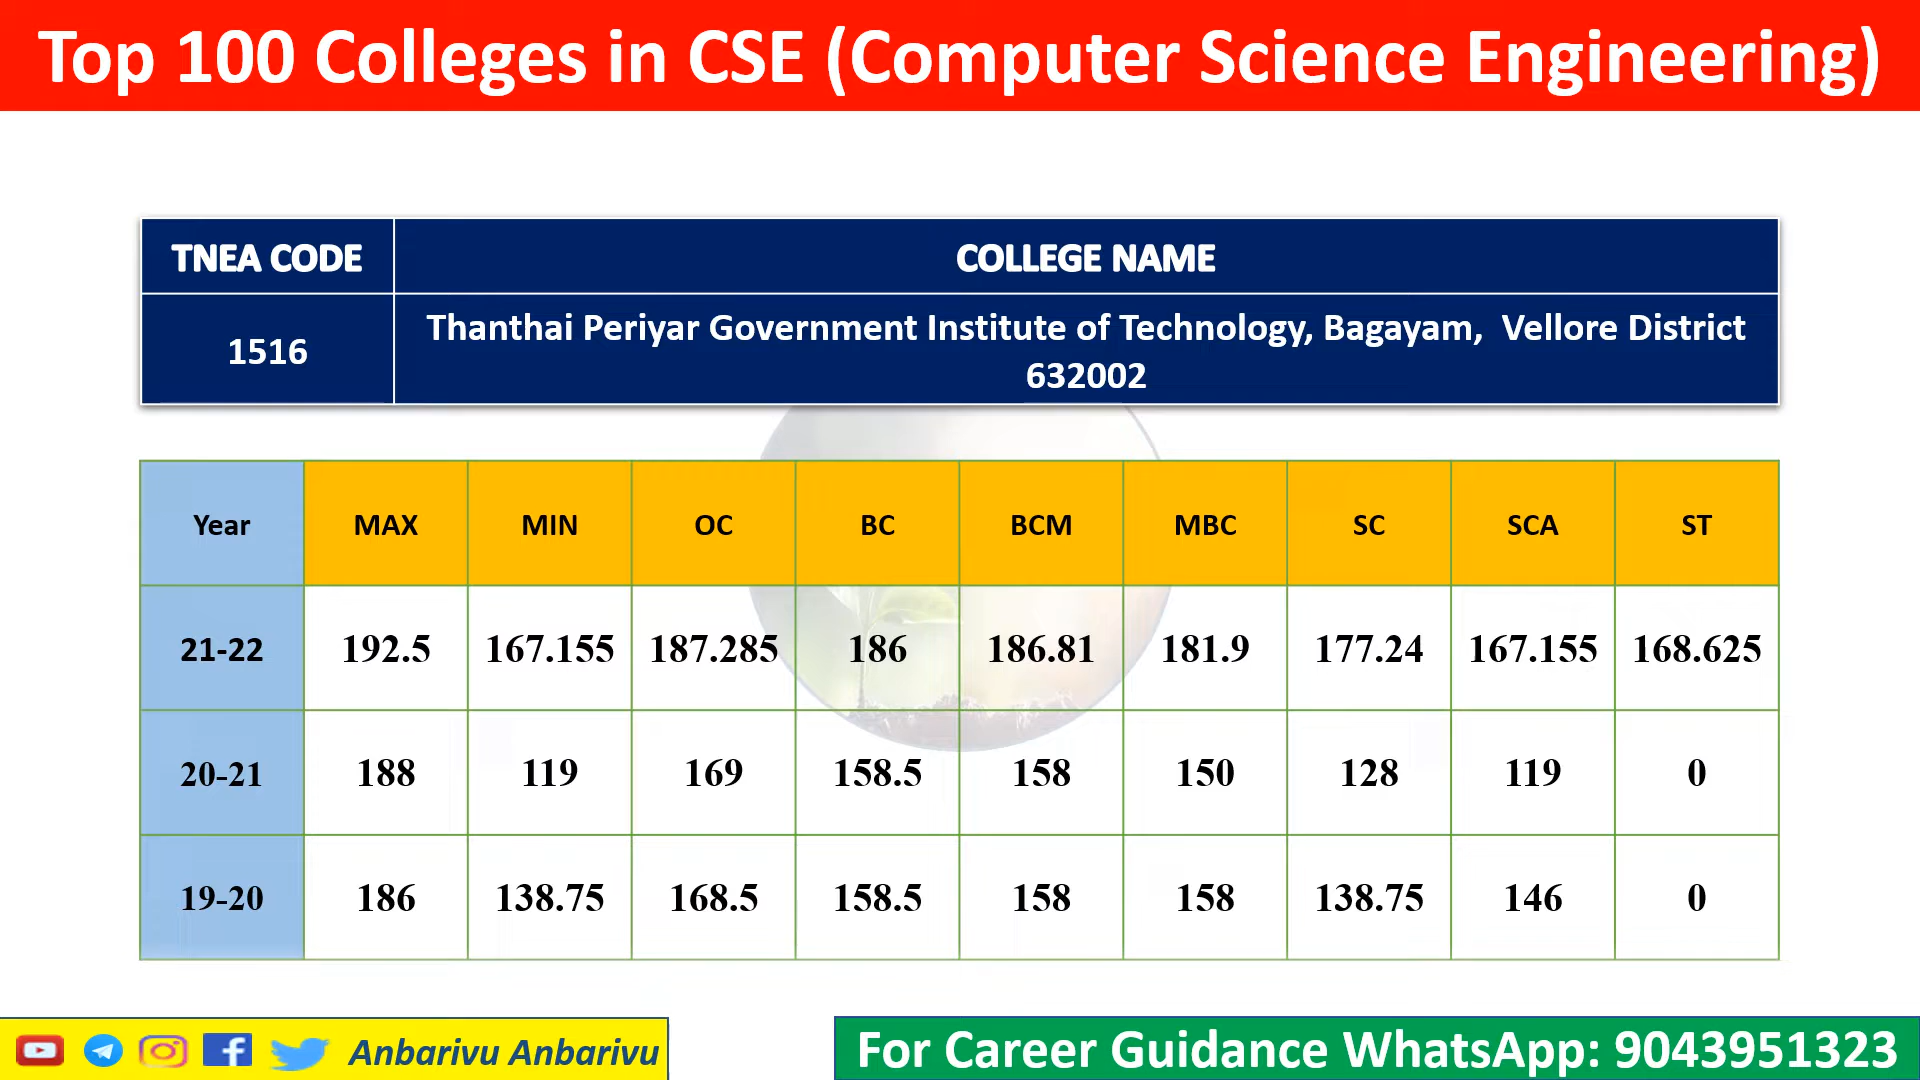 Top 100 Colleges in CSE (Computer Science Engineering)
TNEA CODE COLLEGE NAME
1516 Thanthai Periyar Government Institute of Technology, Bagayam, Vellore District
632002
Year MAX MIN OC BC BCM MBC SC SCA ST
21-22 192.5 167.155 187.285 186 186.81 181.9 177.24 167.155 168.625
20-21 188 119 169 158.5 158 150 128 119 0
19-20 186 138.75 168.5 158.5 158 158 138.75 146 0
Anbarivu Anbarivu
For Career Guidance WhatsApp: 9043951323